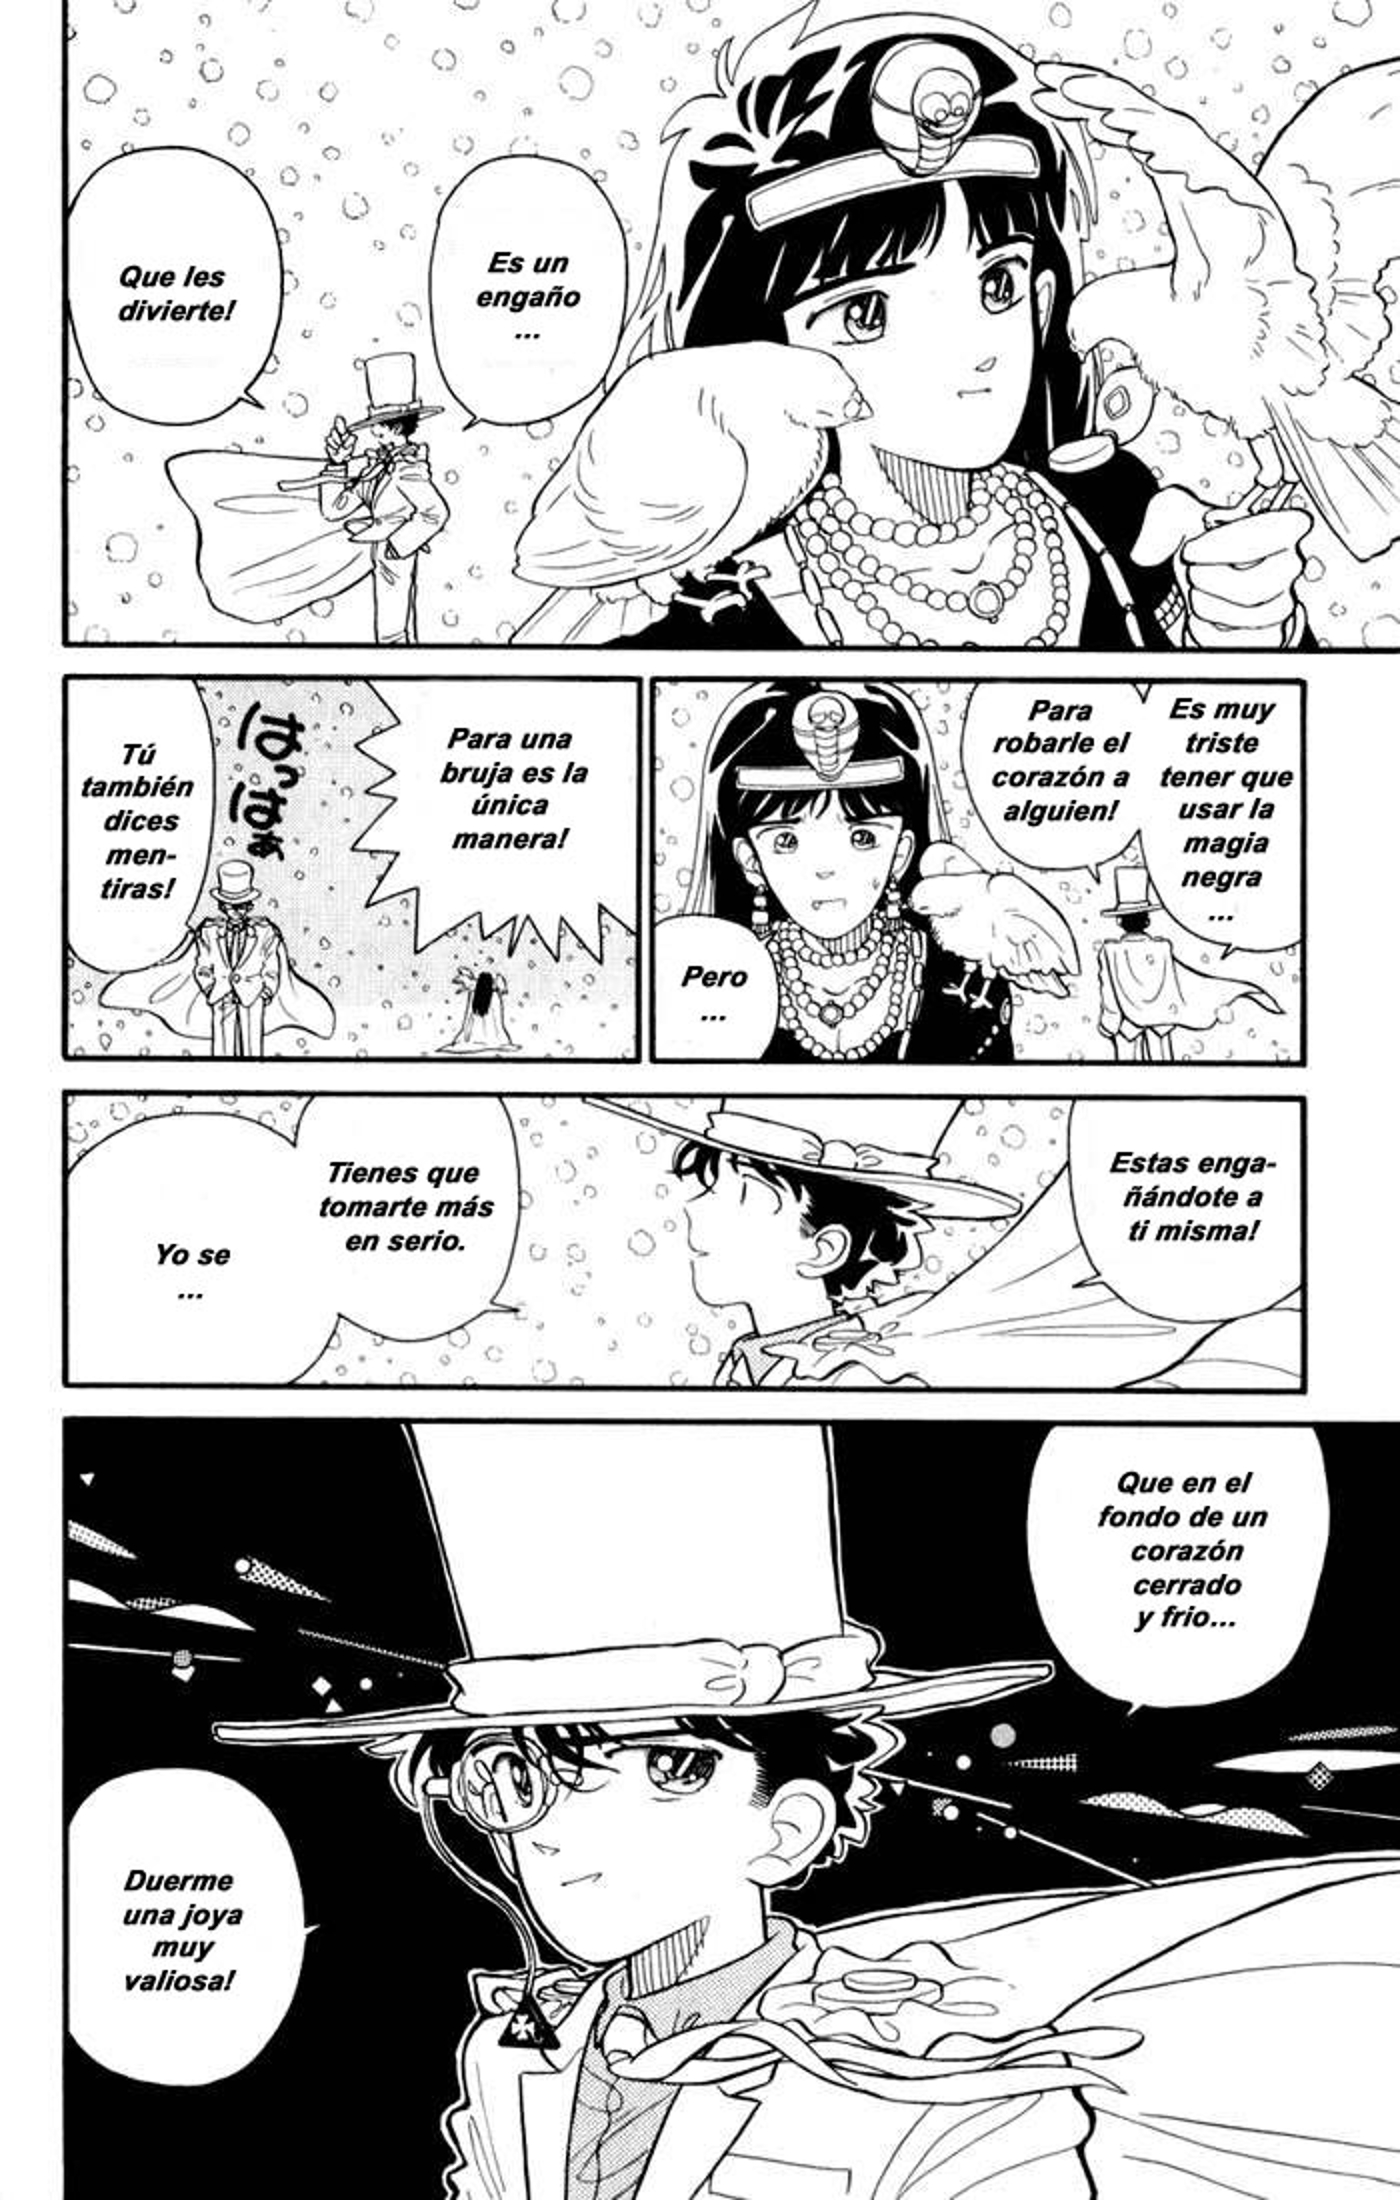 Es un
engaño
...
Que les
divierte!
Es muy
triste
tener que
usar la
magia
negra
...
Para
robarle el
corazón a
alguien!
Pero
...
Para una
bruja es la
única
manera!
はっはっ
Tú
también
dices
men-
tiras!
Estas enga-
ñándote a
ti misma!
Tienes que
tomarte más
en serio.
Yo se
...
Que en el
fondo de un
corazón
cerrado
y frio...
Duerme
una joya
muy
valiosa!